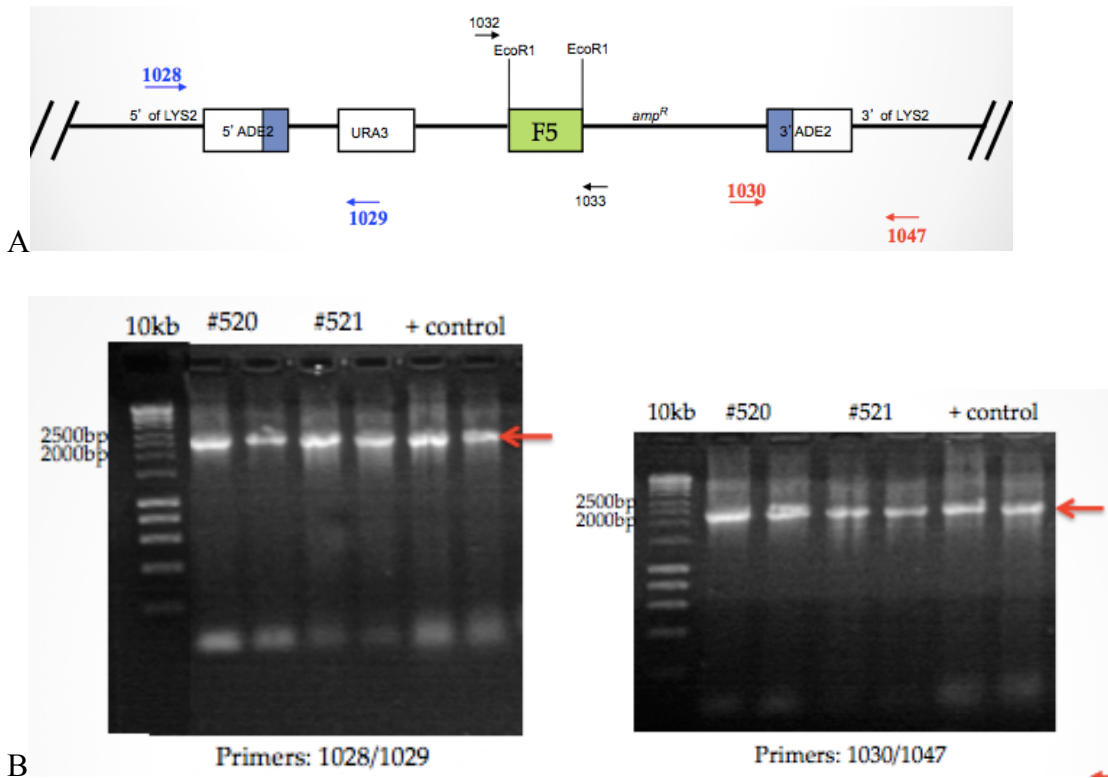 1032
EcoR1 EcoR1
1028
5' of LYS2 ampR 3' of LYS2
5' ADE2 URA3 F5 3' ADE2
1030
1033
1029
1047
A
10kb #520 #521 + control
2500bp
2000bp
Primers: 1028/1029
10kb #520 #521 + control
2500bp
2000bp
Primers: 1030/1047
B